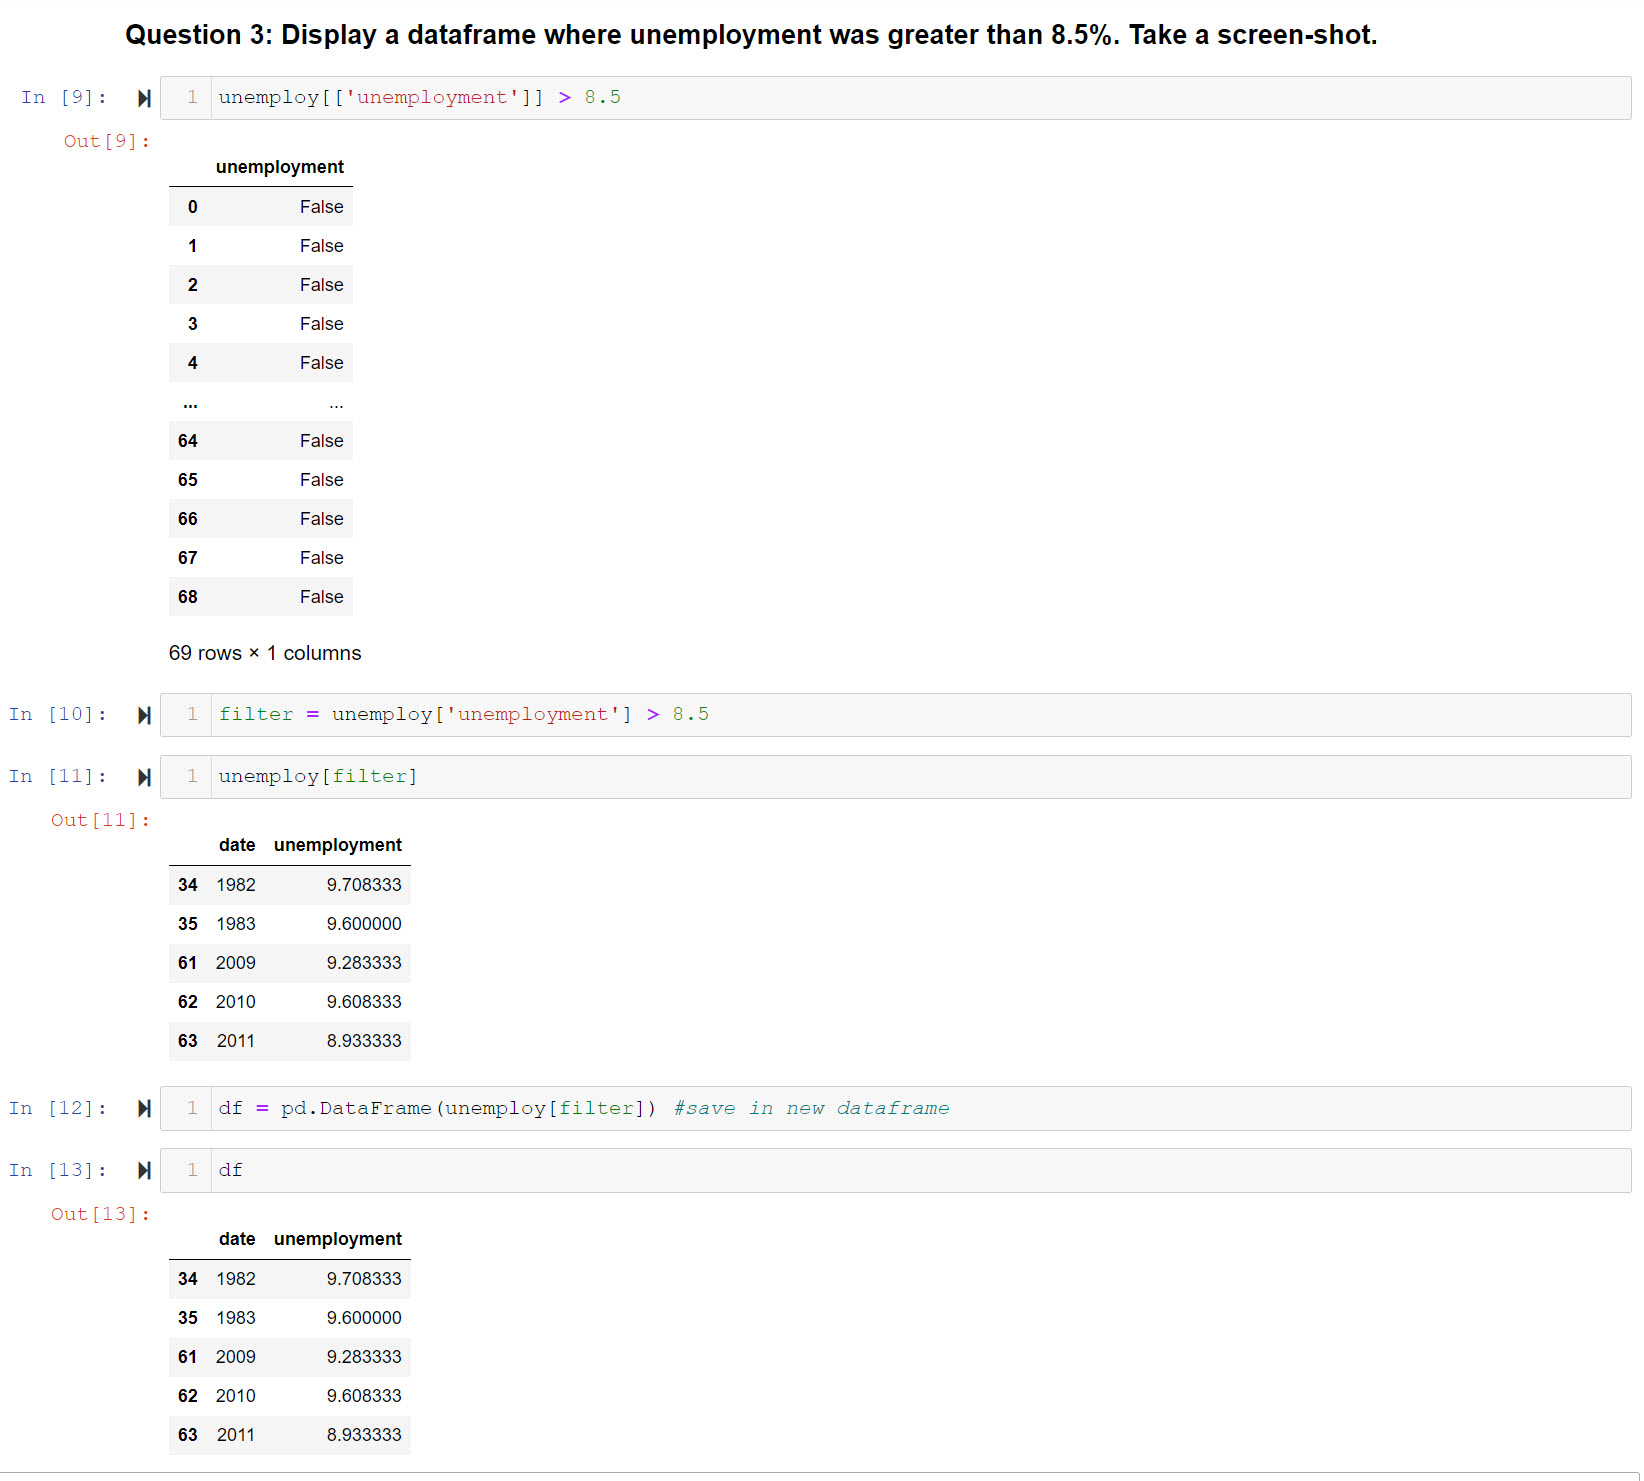 Question 3: Display a dataframe where unemployment was greater than 8.5%. Take a screen-shot.
In [9]: 1 unemploy[['unemployment']] > 8.5
Out[9]:
unemployment
0 False
1 False
2 False
3 False
4 False
... ...
64 False
65 False
66 False
67 False
68 False
69 rows × 1 columns
In [10]: 1 filter = unemploy['unemployment'] > 8.5
In [11]: 1 unemploy[filter]
Out[11]:
date unemployment
34 1982 9.708333
35 1983 9.600000
61 2009 9.283333
62 2010 9.608333
63 2011 8.933333
In [12]: 1 df = pd.DataFrame(unemploy[filter]) #save in new dataframe
In [13]: 1 df
Out[13]:
date unemployment
34 1982 9.708333
35 1983 9.600000
61 2009 9.283333
62 2010 9.608333
63 2011 8.933333